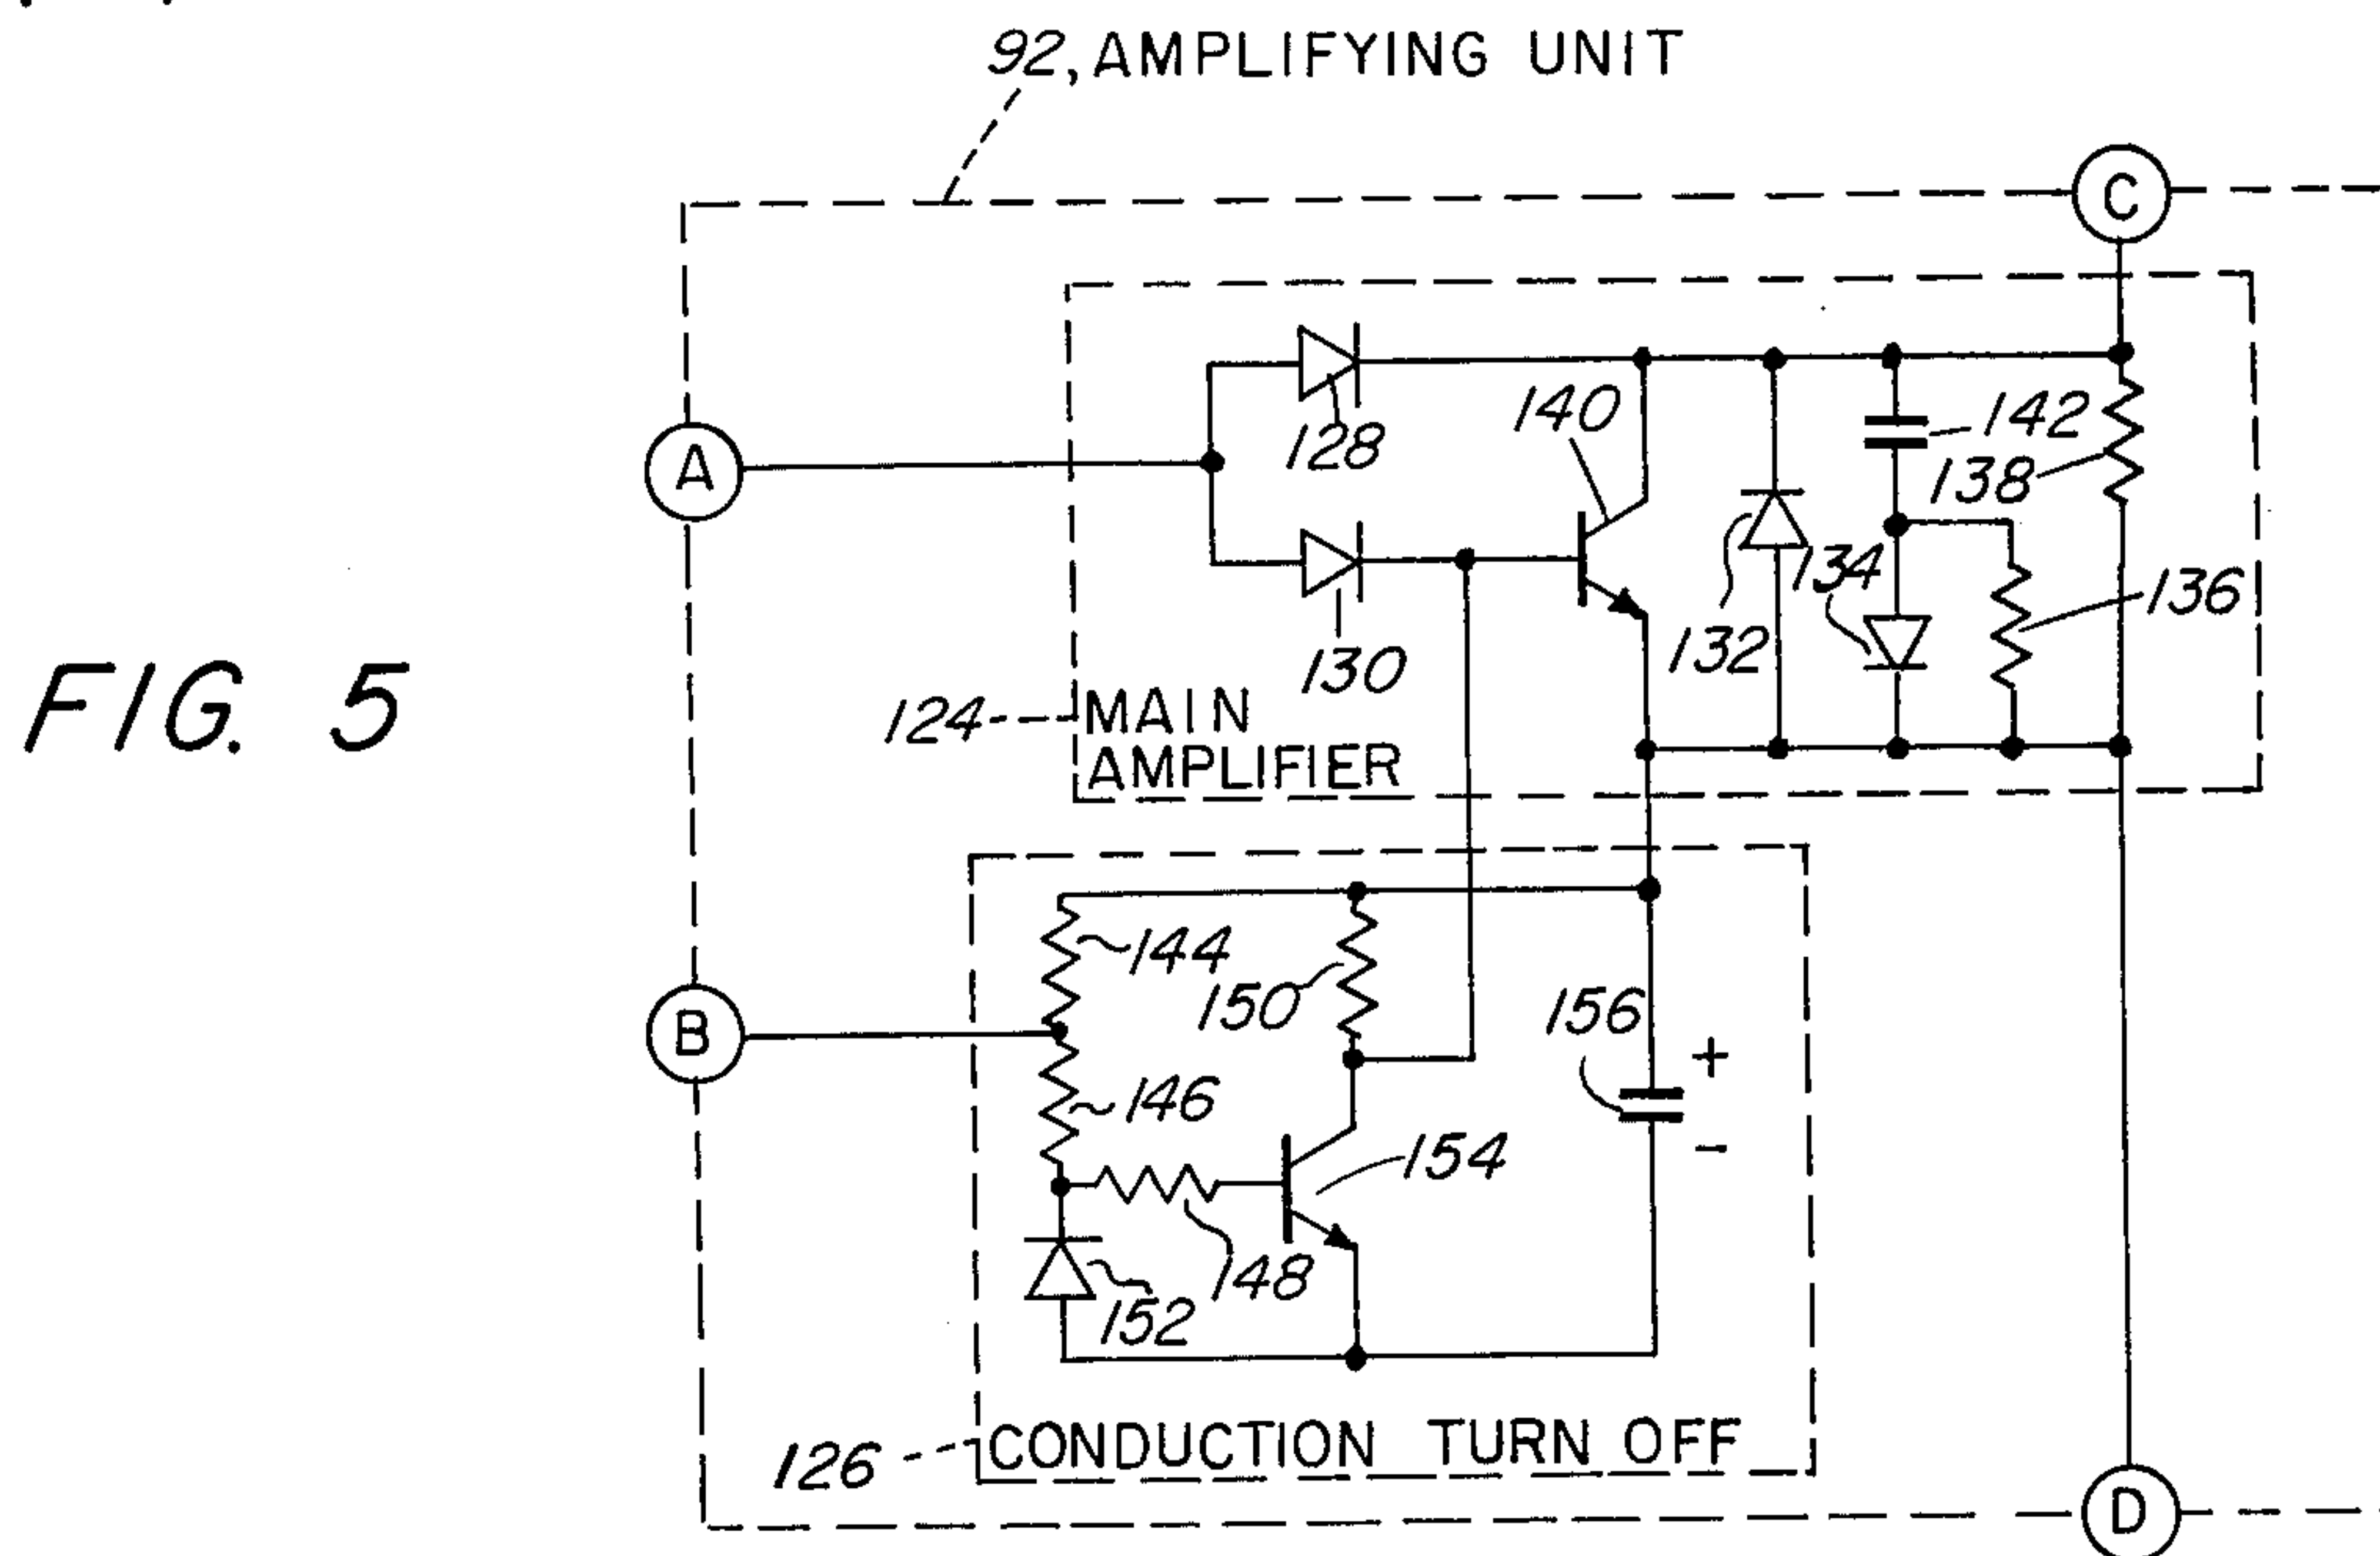 92, AMPLIFYING UNIT
C
A
128
140
142
138
130
132
134
136
124
MAIN
AMPLIFIER
FIG. 5
B
144
150
156
+
146
-
154
148
152
126
CONDUCTION TURN OFF
D